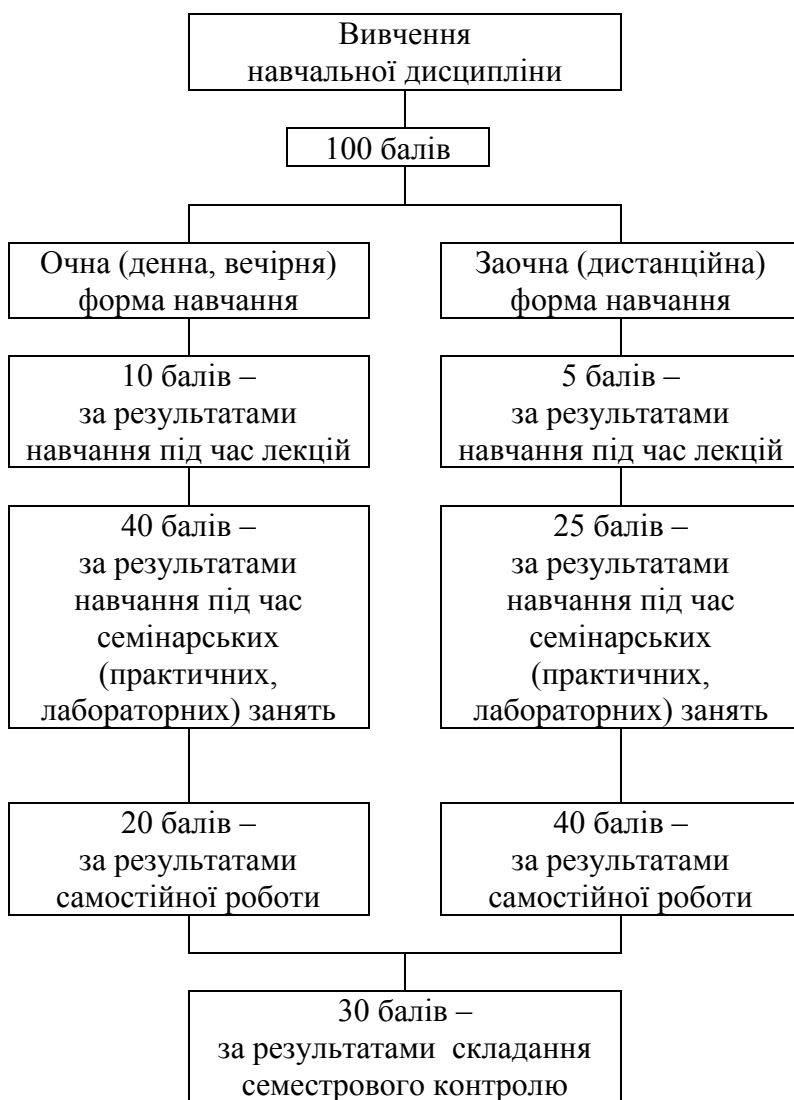 Вивчення
навчальної дисципліни
100 балів
Очна (денна, вечірня)
форма навчання
Заочна (дистанційна)
форма навчання
10 балів –
за результатами
навчання під час лекцій
5 балів –
за результатами
навчання під час лекцій
40 балів –
за результатами
навчання під час
семінарських
(практичних,
лабораторних) занять
25 балів –
за результатами
навчання під час
семінарських
(практичних,
лабораторних) занять
20 балів –
за результатами
самостійної роботи
40 балів –
за результатами
самостійної роботи
30 балів –
за результатами складання
семестрового контролю